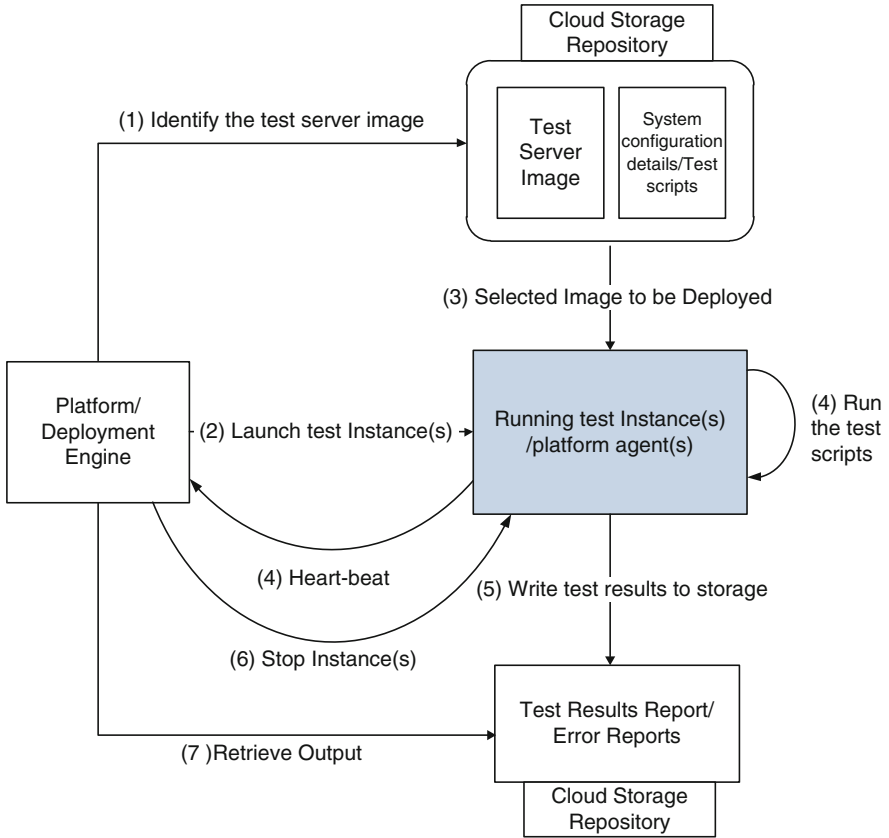 Cloud Storage
Repository
(1) Identify the test server image
Test
Server
Image
System
configuration
details/Test
scripts
(3) Selected Image to be Deployed
Platform/
Deployment
Engine
(2) Launch test Instance(s)
Running test Instance(s)
/platform agent(s)
(4) Run
the test
scripts
(4) Heart-beat
(5) Write test results to storage
(6) Stop Instance(s)
Test Results Report/
Error Reports
(7 )Retrieve Output
Cloud Storage
Repository